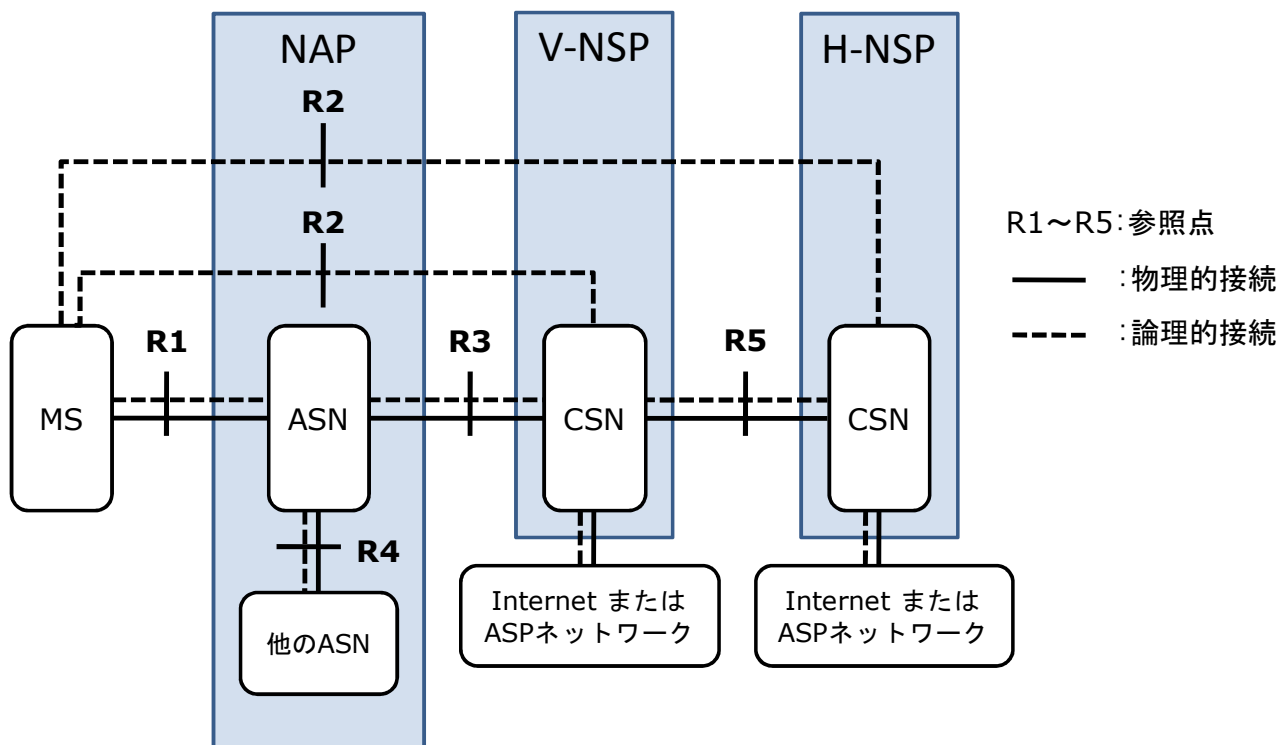 NAP
V-NSP
H-NSP
R2
R2
R1~R5:参照点
:物理的接続
:論理的接続
R1
R3
R5
MS
ASN
CSN
CSN
R4
他のASN
Internet または
ASPネットワーク
Internet または
ASPネットワーク